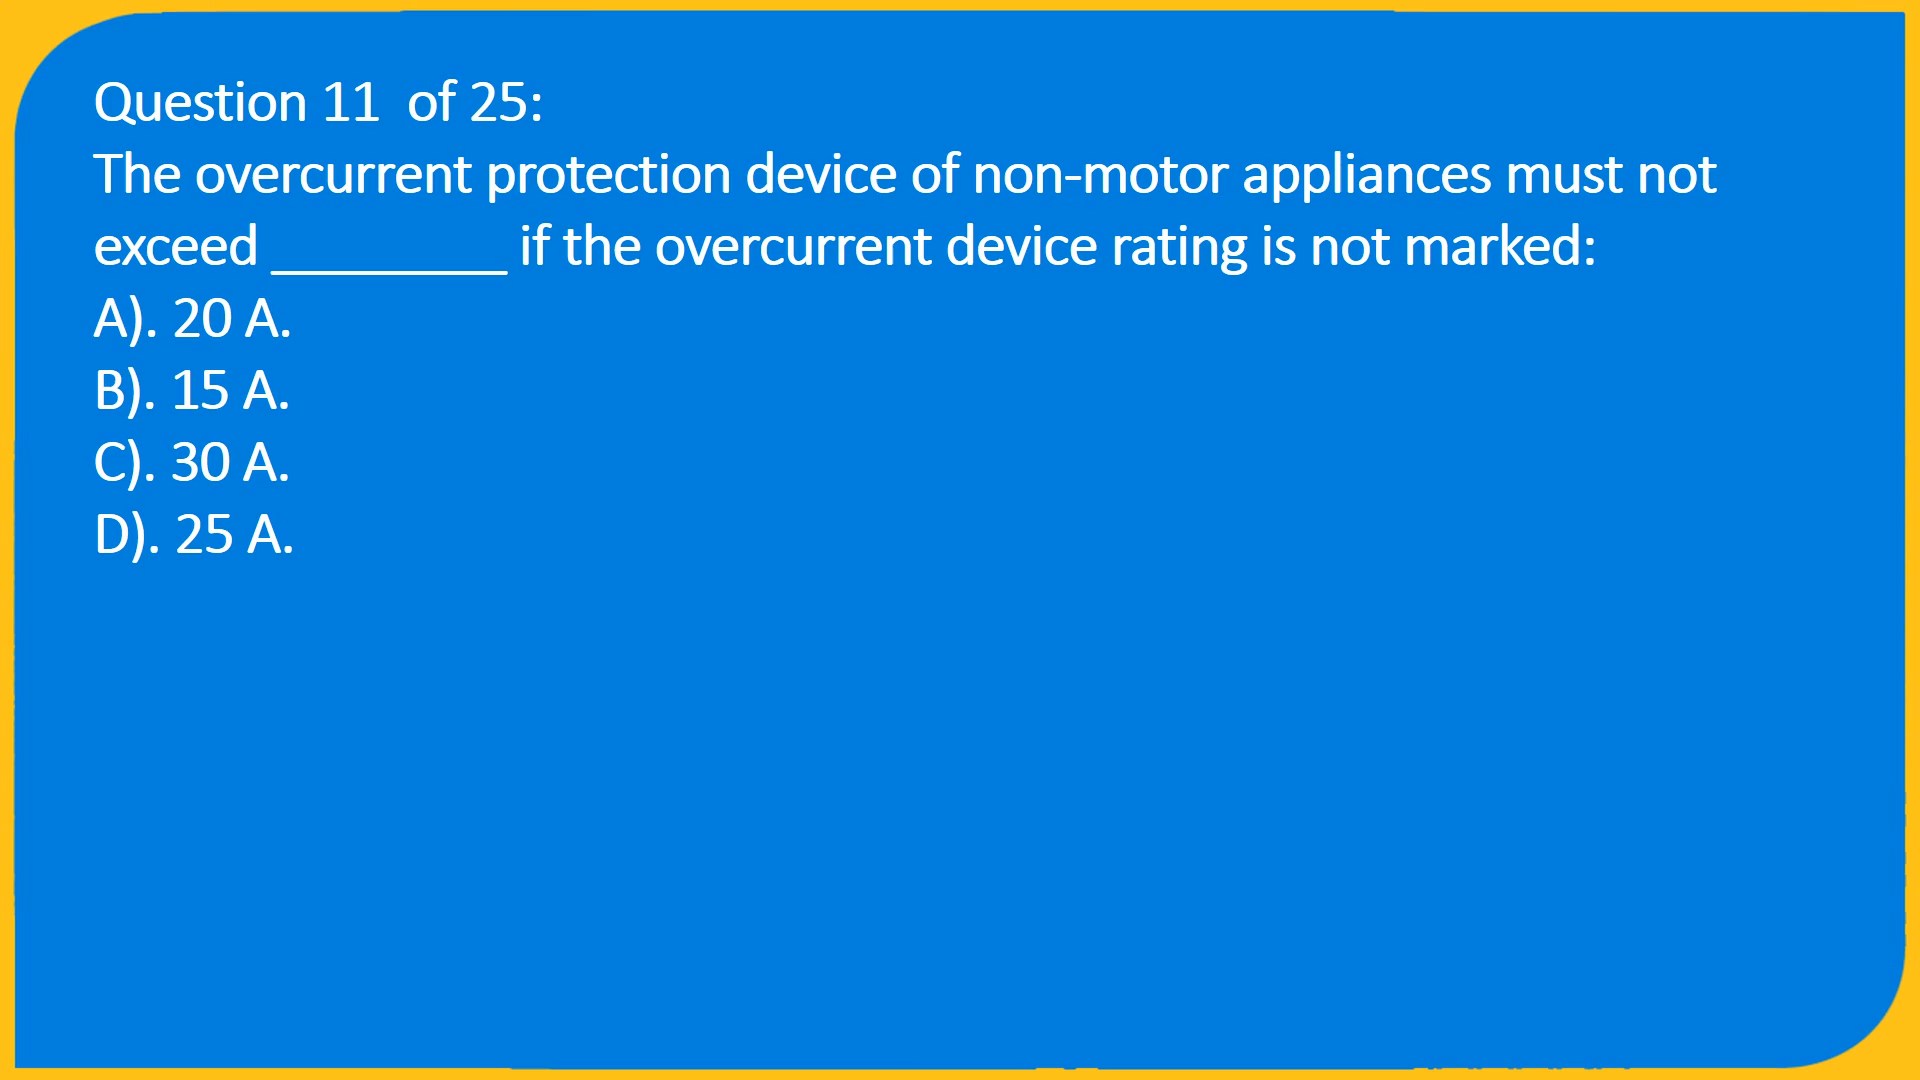 Question 11  of 25:
The overcurrent protection device of non-motor appliances must not
exceed _________ if the overcurrent device rating is not marked:
A). 20 A.
B). 15 A.
C). 30 A.
D). 25 A.